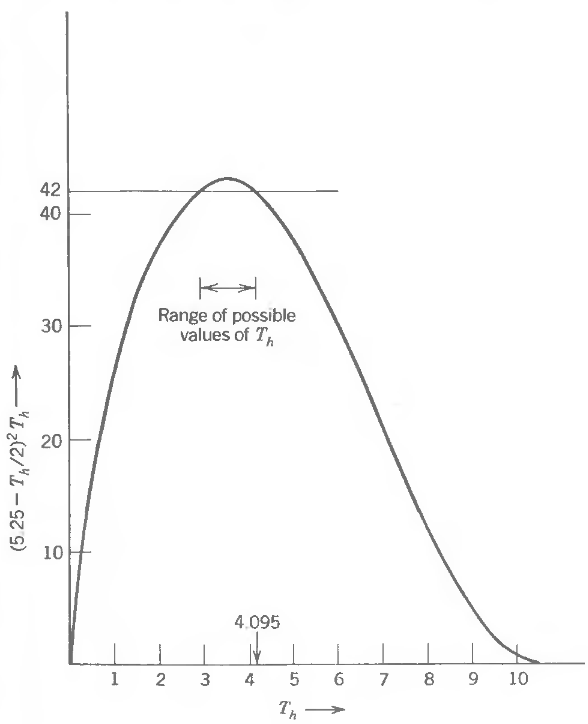 42
40
30
Range of possible
values of T_h
20
(5.25 – T_h/2)² T_h
10
4.095
1 2 3 4 5 6 7 8 9 10
T_h